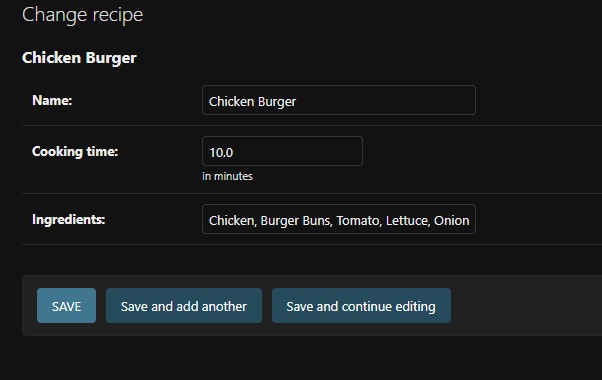 Change recipe
Chicken Burger
Name:
Chicken Burger
Cooking time:
10.0
in minutes
Ingredients:
Chicken, Burger Buns, Tomato, Lettuce, Onion
SAVE
Save and add another
Save and continue editing